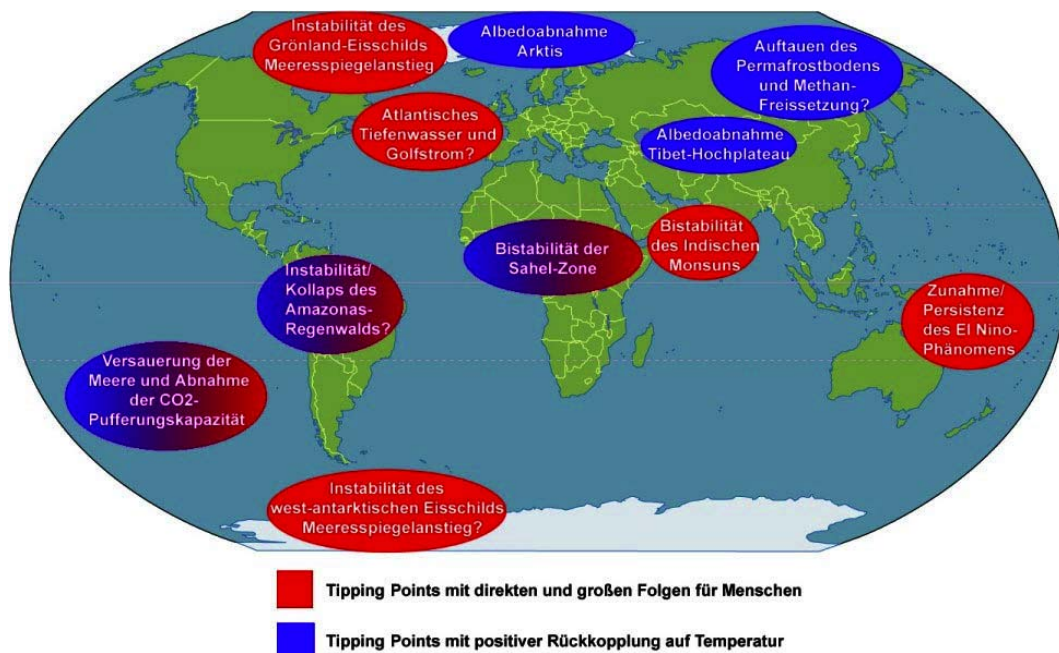 Instabilität des
Grönland-Eisschilds
Meeresspiegelanstieg
Albedoabnahme
Arktis
Auftauen des
Permafrostbodens
und Methan-
Freissetzung?
Atlantisches
Tiefenwasser und
Golfstrom?
Albedoabnahme
Tibet-Hochplateau
Bistabilität der
Sahel-Zone
Bistabilität
des Indischen
Monsuns
Instabilität/
Kollaps des
Amazonas-
Regenwalds?
Zunahme/
Persistenz
des El Nino-
Phänomens
Versauerung der
Meere und Abnahme
der CO2-
Pufferungskapazität
Instabilität des
west-antarktischen Eisschilds
Meeresspiegelanstieg?
Tipping Points mit direkten und großen Folgen für Menschen
Tipping Points mit positiver Rückkopplung auf Temperatur